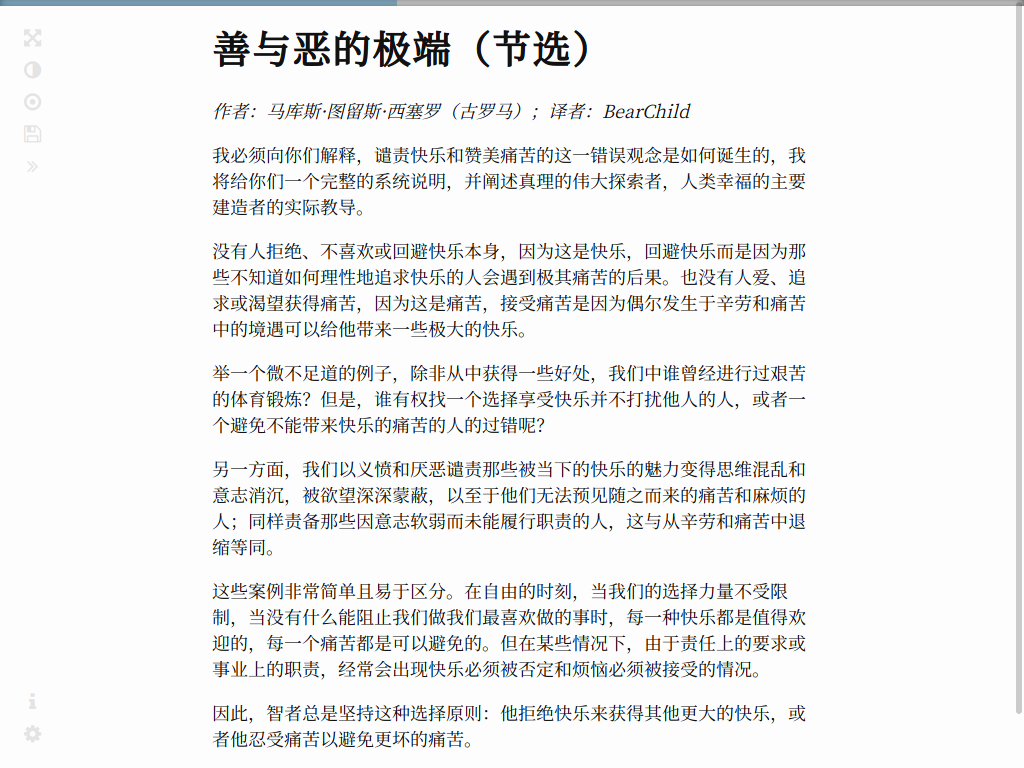 善与恶的极端（节选）
作者：马库斯·图留斯·西塞罗（古罗马）；译者：BearChild
我必须向你们解释，谴责快乐和赞美痛苦的这一错误观念是如何诞生的，我
将给你们一个完整的系统说明，并阐述真理的伟大探索者，人类幸福的主要
建造者的实际教导。
没有人拒绝、不喜欢或回避快乐本身，因为这是快乐，回避快乐而是因为那
些不知道如何理性地追求快乐的人会遇到极其痛苦的后果。也没有人爱、追
求或渴望获得痛苦，因为这是痛苦，接受痛苦是因为偶尔发生于辛劳和痛苦
中的境遇可以给他带来一些极大的快乐。
举一个微不足道的例子，除非从中获得一些好处，我们中谁曾经进行过艰苦
的体育锻炼？但是，谁有权找一个选择享受快乐并不打扰他人的人，或者一
个避免不能带来快乐的痛苦的人的过错呢？
另一方面，我们以义愤和厌恶谴责那些被当下的快乐的魅力变得思维混乱和
意志消沉，被欲望深深蒙蔽，以至于他们无法预见随之而来的痛苦和麻烦的
人；同样责备那些因意志软弱而未能履行职责的人，这与从辛劳和痛苦中退
缩等同。
这些案例非常简单且易于区分。在自由的时刻，当我们的选择力量不受限
制，当没有什么能阻止我们做我们最喜欢做的事时，每一种快乐都是值得欢
迎的，每一个痛苦都是可以避免的。但在某些情况下，由于责任上的要求或
事业上的职责，经常会出现快乐必须被否定和烦恼必须被接受的情况。
因此，智者总是坚持这种选择原则：他拒绝快乐来获得其他更大的快乐，或
者他忍受痛苦以避免更坏的痛苦。